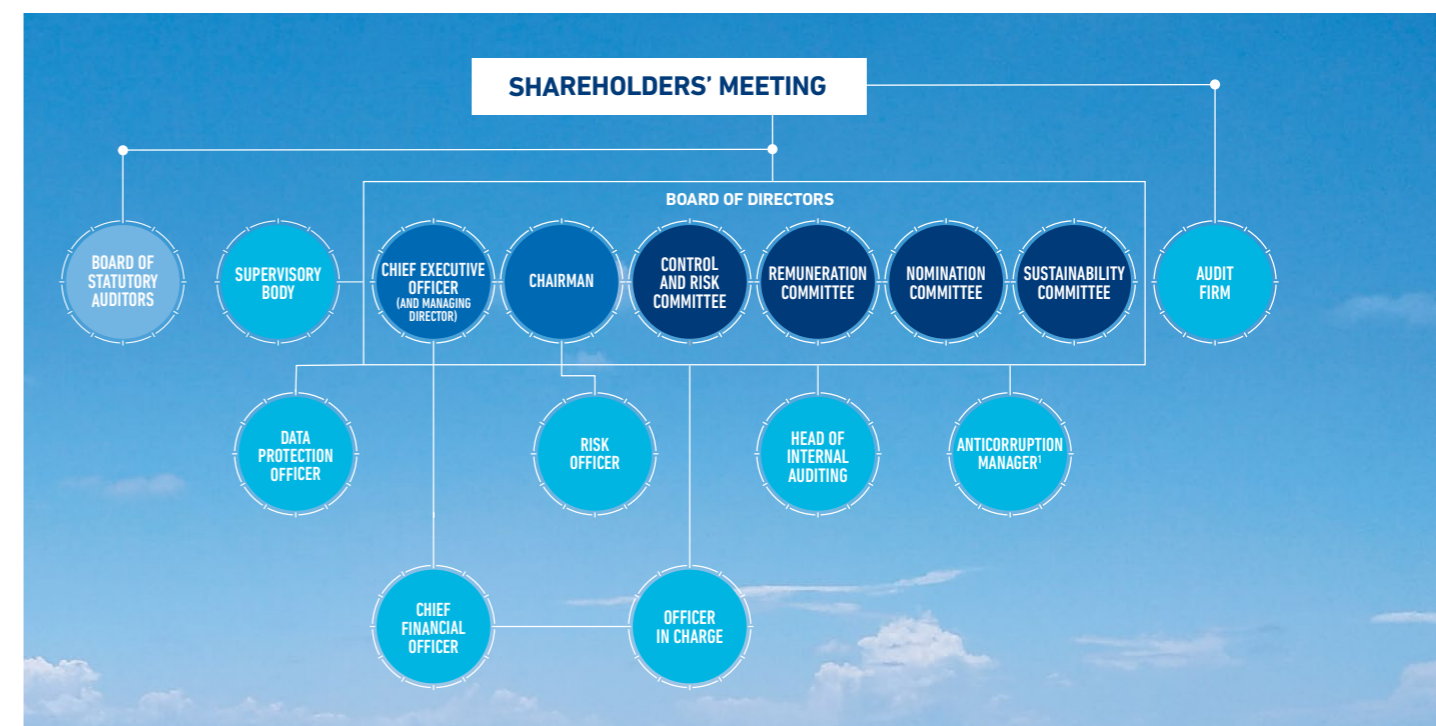 SHAREHOLDERS' MEETING
BOARD OF DIRECTORS
BOARD OF
STATUTORY
AUDITORS
SUPERVISORY
BODY
CHIEF EXECUTIVE
OFFICER
(AND MANAGING
DIRECTOR)
CHAIRMAN
CONTROL
AND RISK
COMMITTEE
REMUNERATION
COMMITTEE
NOMINATION
COMMITTEE
SUSTAINABILITY
COMMITTEE
AUDIT
FIRM
DATA
PROTECTION
OFFICER
RISK
OFFICER
HEAD OF
INTERNAL
AUDITING
ANTICORRUPTION
MANAGER¹
CHIEF
FINANCIAL
OFFICER
OFFICER
IN CHARGE